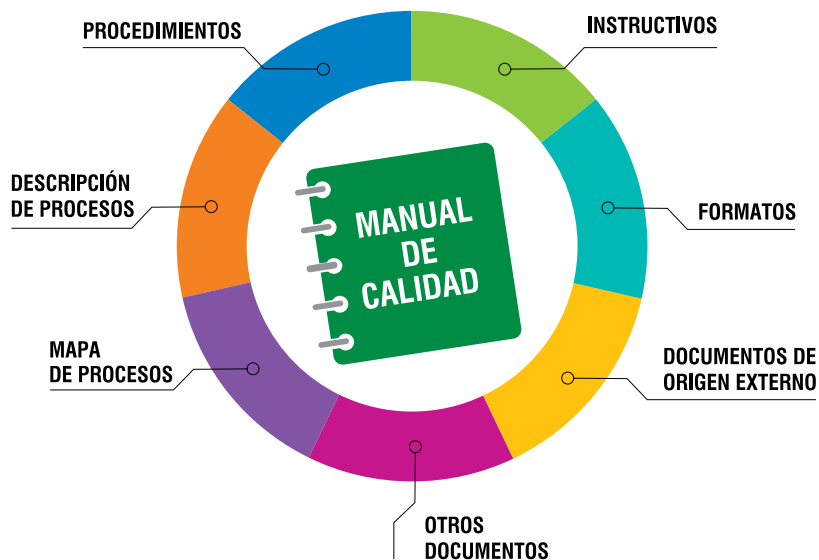 PROCEDIMIENTOS
INSTRUCTIVOS
DESCRIPCIÓN
DE PROCESOS
MANUAL
DE
CALIDAD
FORMATOS
MAPA
DE PROCESOS
DOCUMENTOS DE
ORIGEN EXTERNO
OTROS
DOCUMENTOS